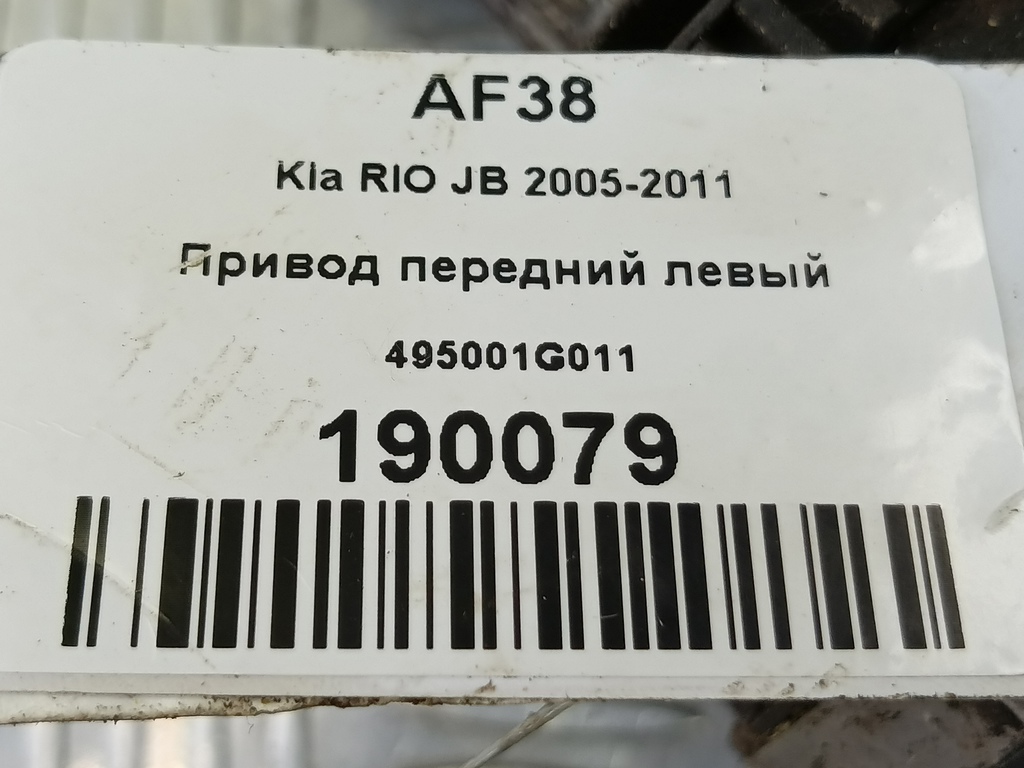 AF38
Kia RIO JB 2005-2011
Привод передний левый
495001G011
190079